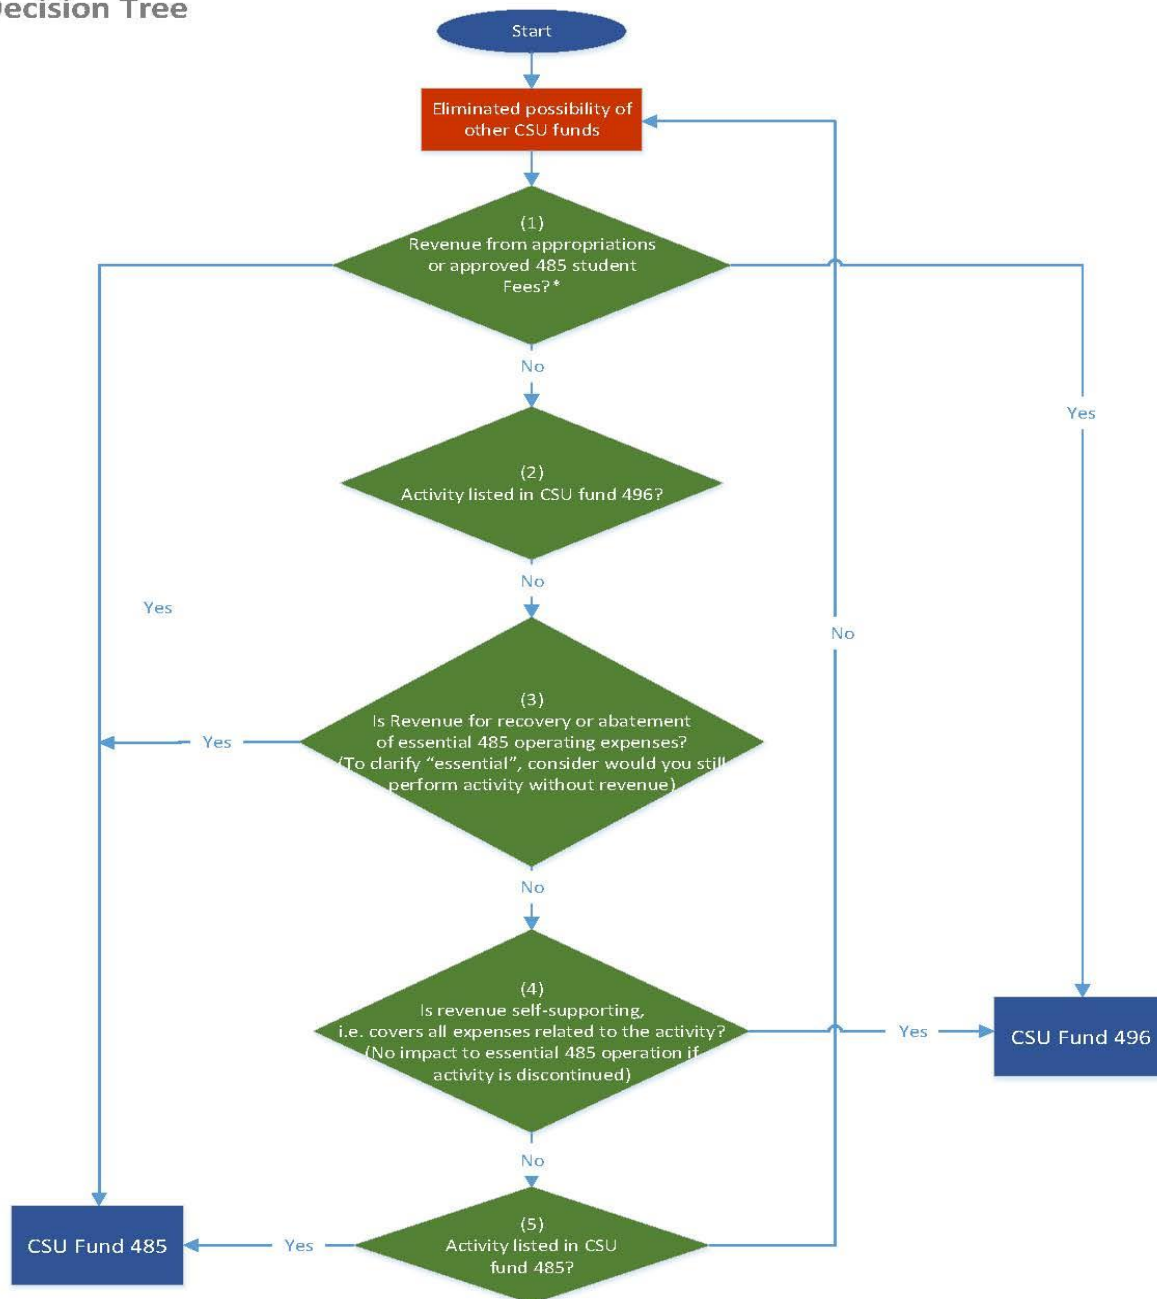 Decision Tree
Start
Eliminated possibility of
other CSU funds
(1)
Revenue from appropriations
or approved 485 student
Fees?*
No
Yes
(2)
Activity listed in CSU fund 496?
No
Yes
No
(3)
Is Revenue for recovery or abatement
of essential 485 operating expenses?
(To clarify “essential”, consider would you still
perform activity without revenue)
Yes
No
(4)
Is revenue self-supporting,
i.e. covers all expenses related to the activity?
(No impact to essential 485 operation if
activity is discontinued)
Yes
CSU Fund 496
No
(5)
Activity listed in CSU
fund 485?
Yes
CSU Fund 485